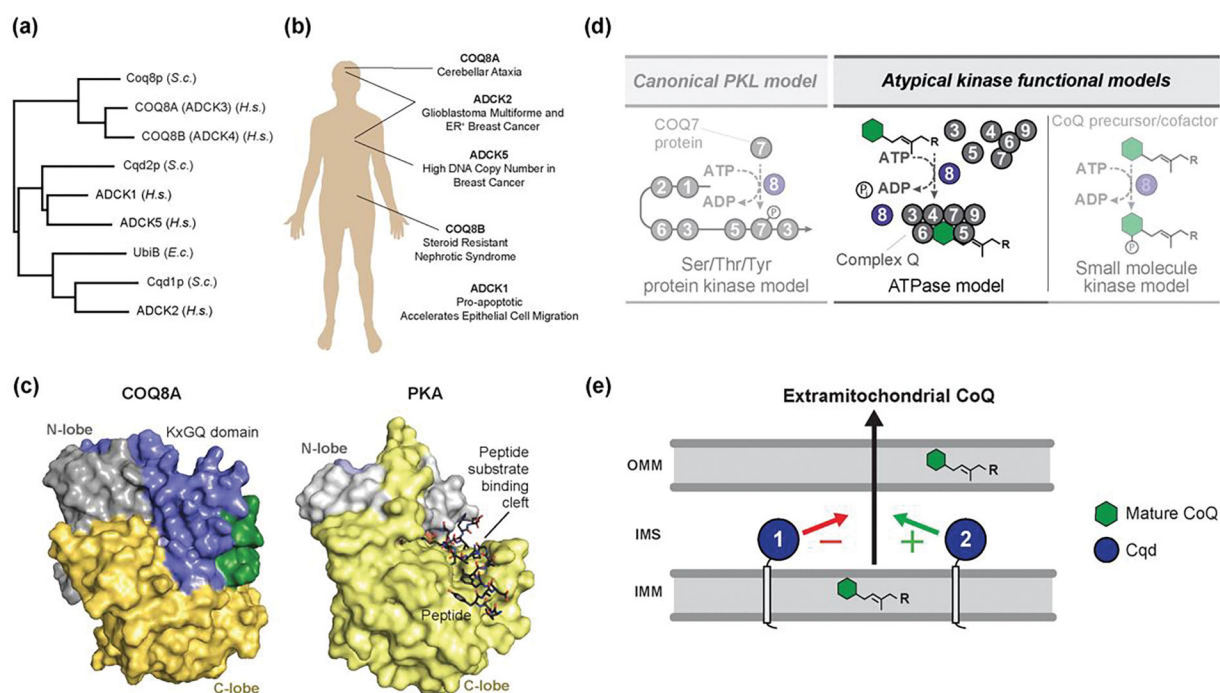 (a)
Coq8p (S.c.)
COQ8A (ADCK3) (H.s.)
COQ8B (ADCK4) (H.s.)
Cqd2p (S.c.)
ADCK1 (H.s.)
ADCK5 (H.s.)
UbiB (E.c.)
Cqd1p (S.c.)
ADCK2 (H.s.)
(b)
COQ8A
Cerebellar Ataxia
ADCK2
Glioblastoma Multiforme and
ER+ Breast Cancer
ADCK5
High DNA Copy Number in
Breast Cancer
COQ8B
Steroid Resistant
Nephrotic Syndrome
ADCK1
Pro-apoptotic
Accelerates Epithelial Cell Migration
(c)
COQ8A
N-lobe
KxGQ domain
C-lobe
PKA
N-lobe
Peptide
substrate
binding
cleft
Peptide
C-lobe
(d)
Canonical PKL model
COQ7
protein
7
ATP
8
ADP
2 1
P
6 3 5 7 3
Ser/Thr/Tyr
protein kinase model
Atypical kinase functional models
R
3 4 9
6
5
ATP
8
Pi ADP
8
3 4 7 9
6 5
R
Complex Q
ATPase model
CoQ precursor/cofactor
R
ATP
8
ADP
R
P
Small molecule
kinase model
(e)
Extramitochondrial CoQ
OMM
R
IMS
1
−
+
2
IMM
R
Mature CoQ
Cqd